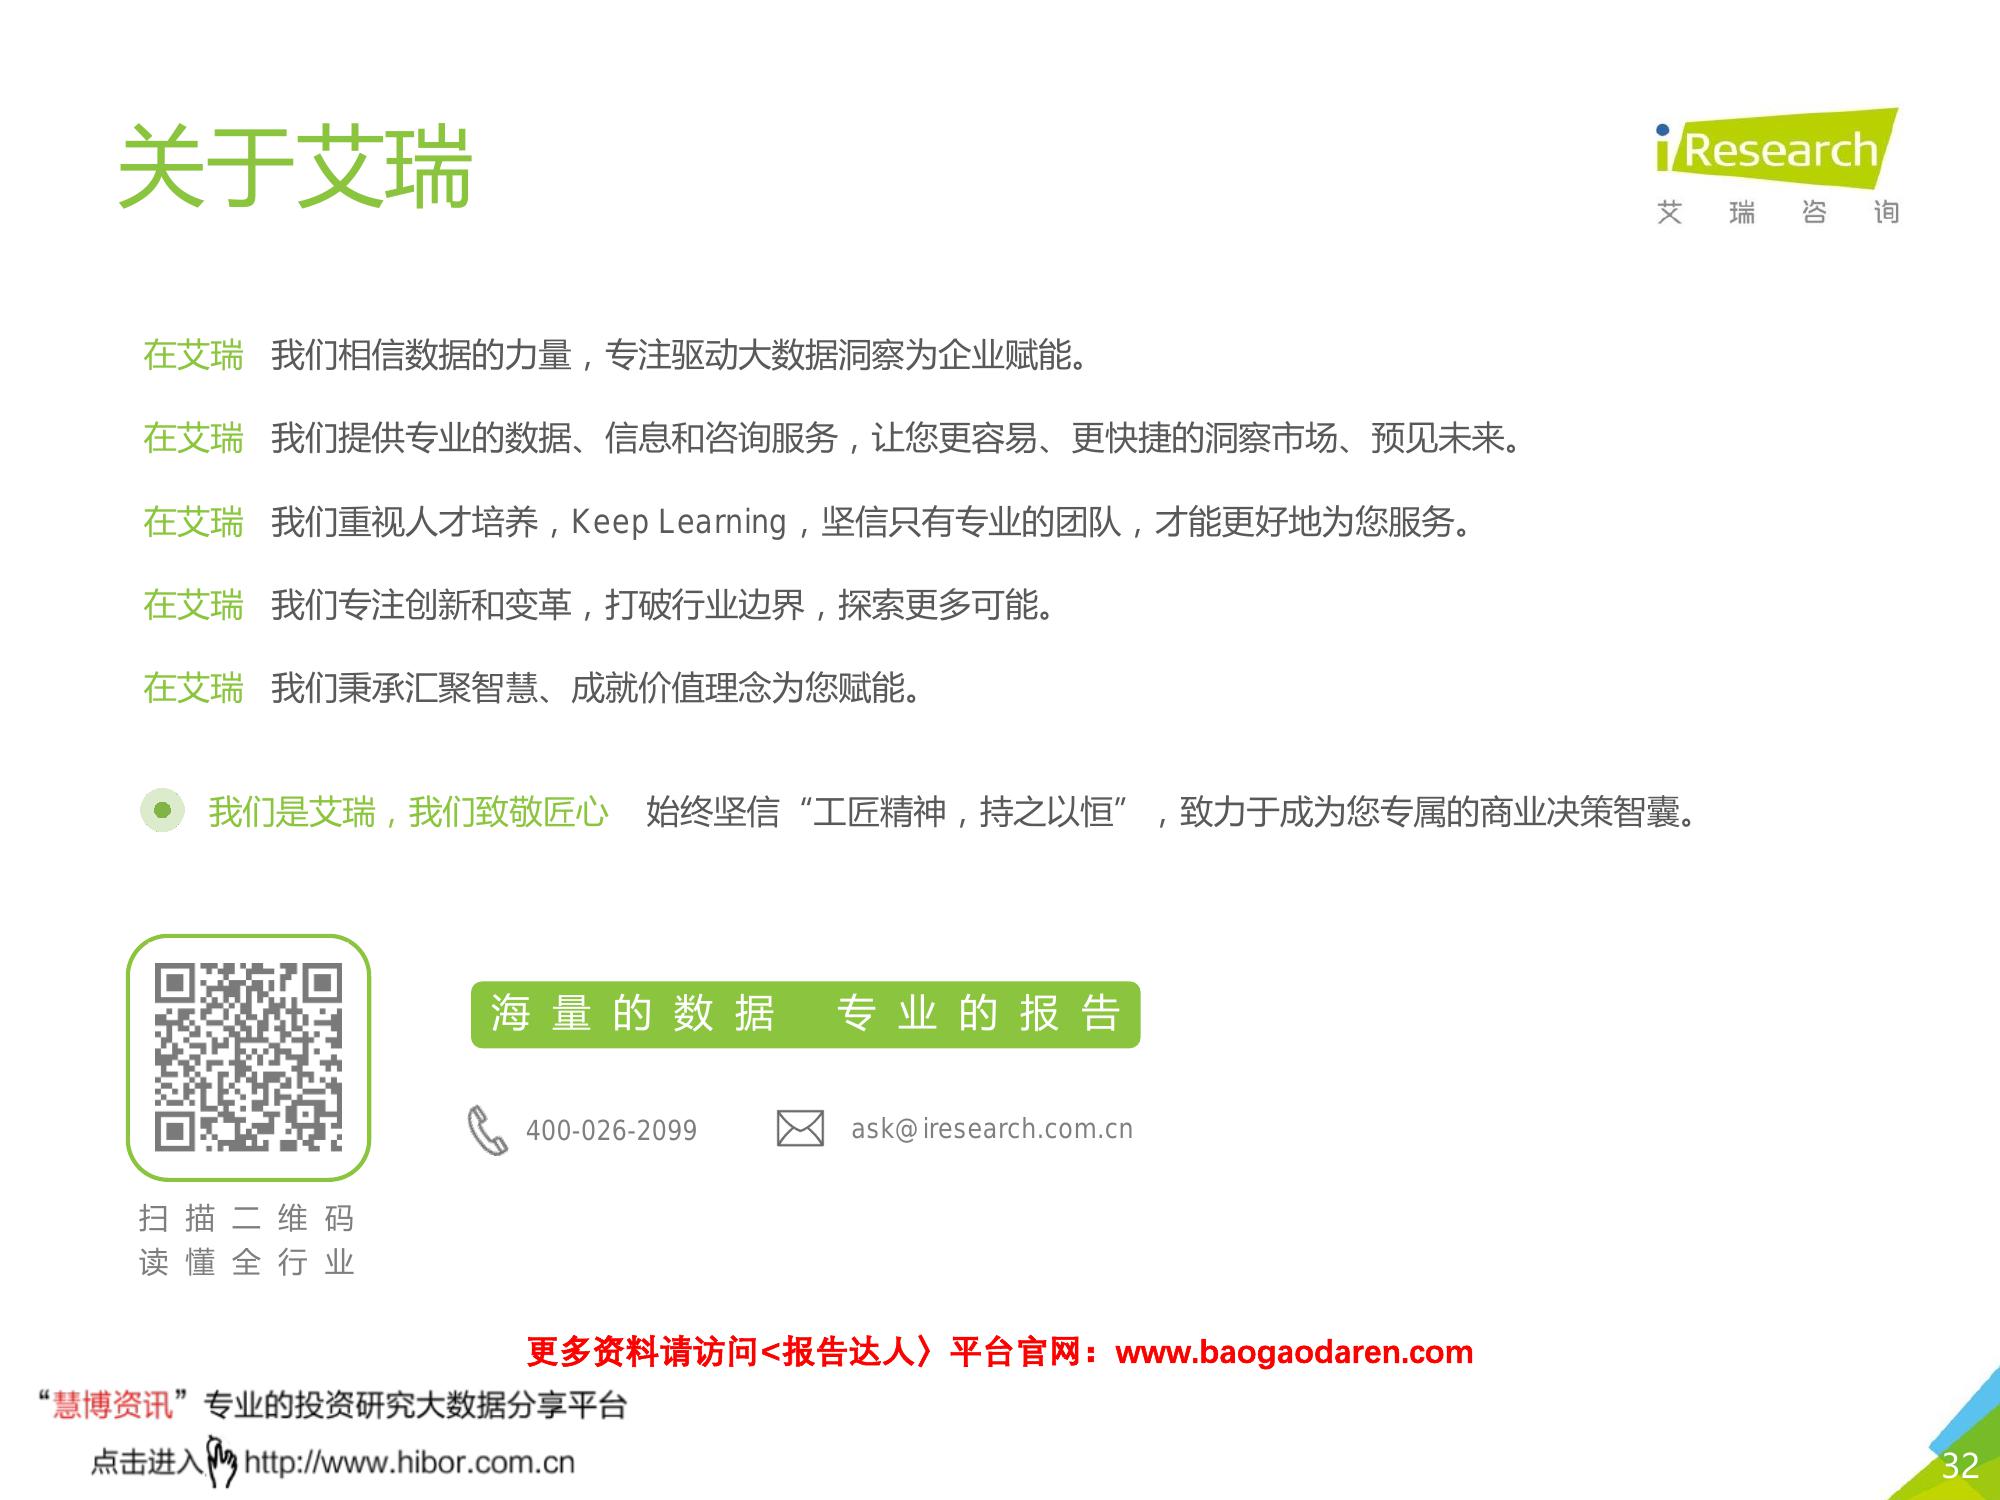 关于艾瑞
iResearch
艾瑞咨询
在艾瑞 我们相信数据的力量，专注驱动大数据洞察为企业赋能。
在艾瑞 我们提供专业的数据、信息和咨询服务，让您更容易、更快捷的洞察市场、预见未来。
在艾瑞 我们重视人才培养，Keep Learning，坚信只有专业的团队，才能更好地为您服务。
在艾瑞 我们专注创新和变革，打破行业边界，探索更多可能。
在艾瑞 我们秉承汇聚智慧、成就价值理念为您赋能。
我们是艾瑞，我们致敬匠心 始终坚信“工匠精神，持之以恒”，致力于成为您专属的商业决策智囊。
海量的数据 专业的报告
400-026-2099 ask@iresearch.com.cn
扫描二维码
读懂全行业
更多资料请访问<报告达人〉平台官网：www.baogaodaren.com
“慧博资讯”专业的投资研究大数据分享平台
点击进入http://www.hibor.com.cn
32